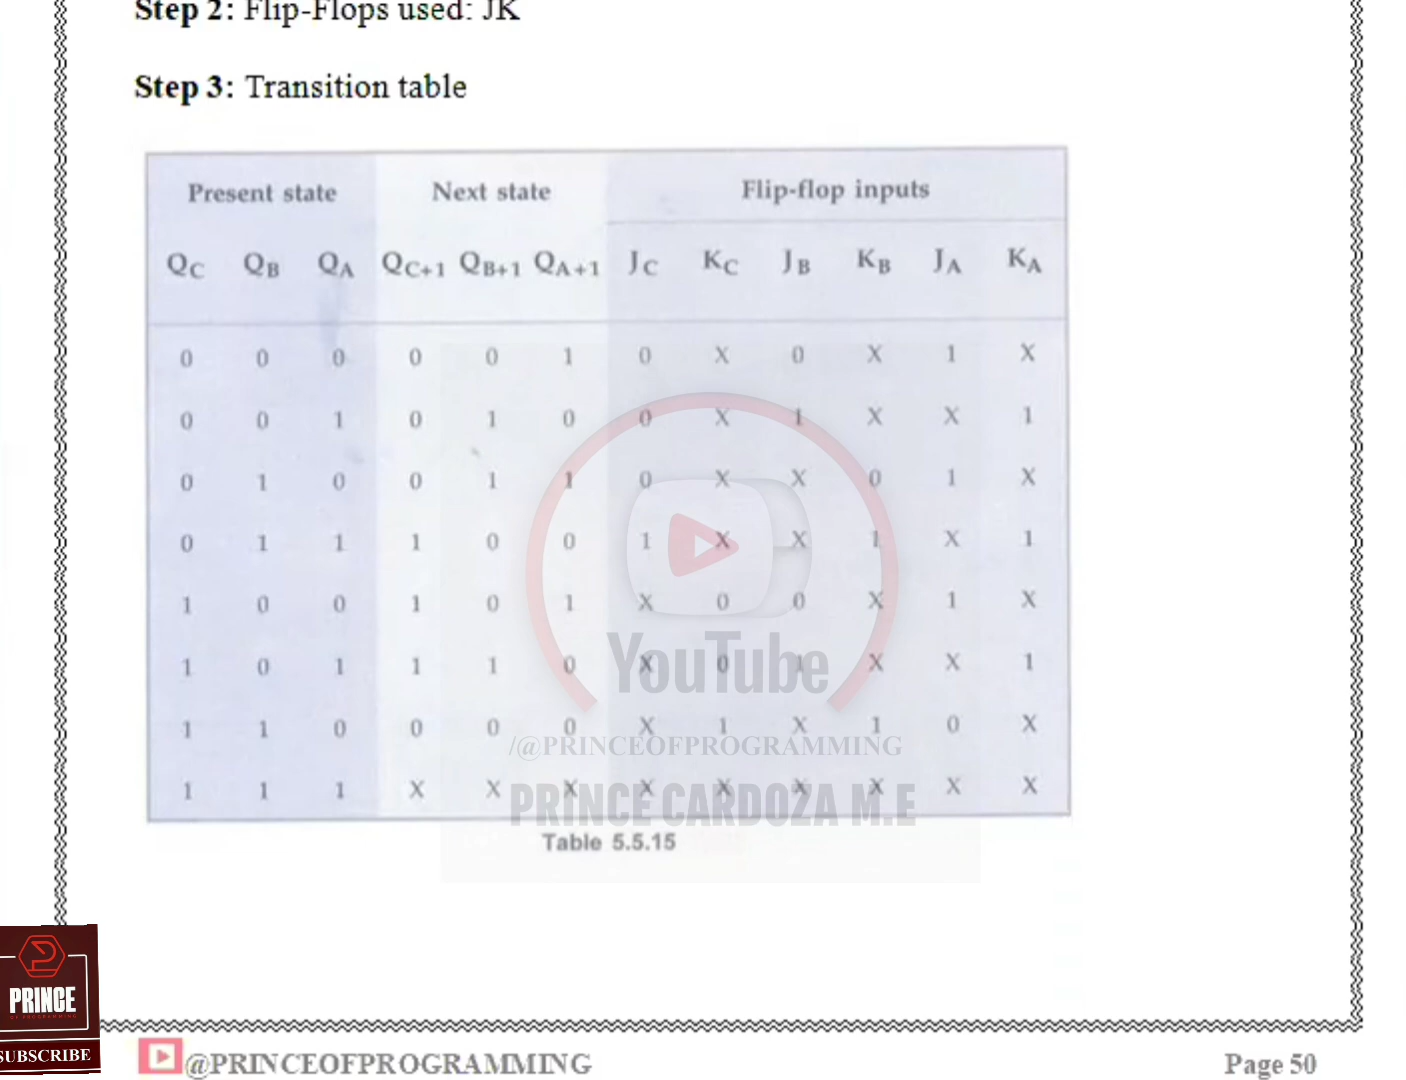 Step 2: Flip-Flops used: JK
Step 3: Transition table
Present state Next state Flip-flop inputs
QC QB QA QC+1 QB+1 QA+1 JC KC JB KB JA KA
0 0 0 0 0 1 0 X 0 X 1 X
0 0 1 0 1 0 0 X 1 X X 1
0 1 0 0 1 1 0 X X 0 1 X
0 1 1 1 0 0 1 X X 1 X 1
1 0 0 1 0 1 X 0 0 X 1 X
1 0 1 1 1 0 X 0 1 X X 1
1 1 0 0 0 0 X 1 X 1 0 X
1 1 1 X X X X X X X X X
YouTube
/@PRINCEOFPROGRAMMING
PRINCE CARDOZA M.E
Table 5.5.15
PRINCE
OF PROGRAMMING
SUBSCRIBE
@PRINCEOFPROGRAMMING
Page 50